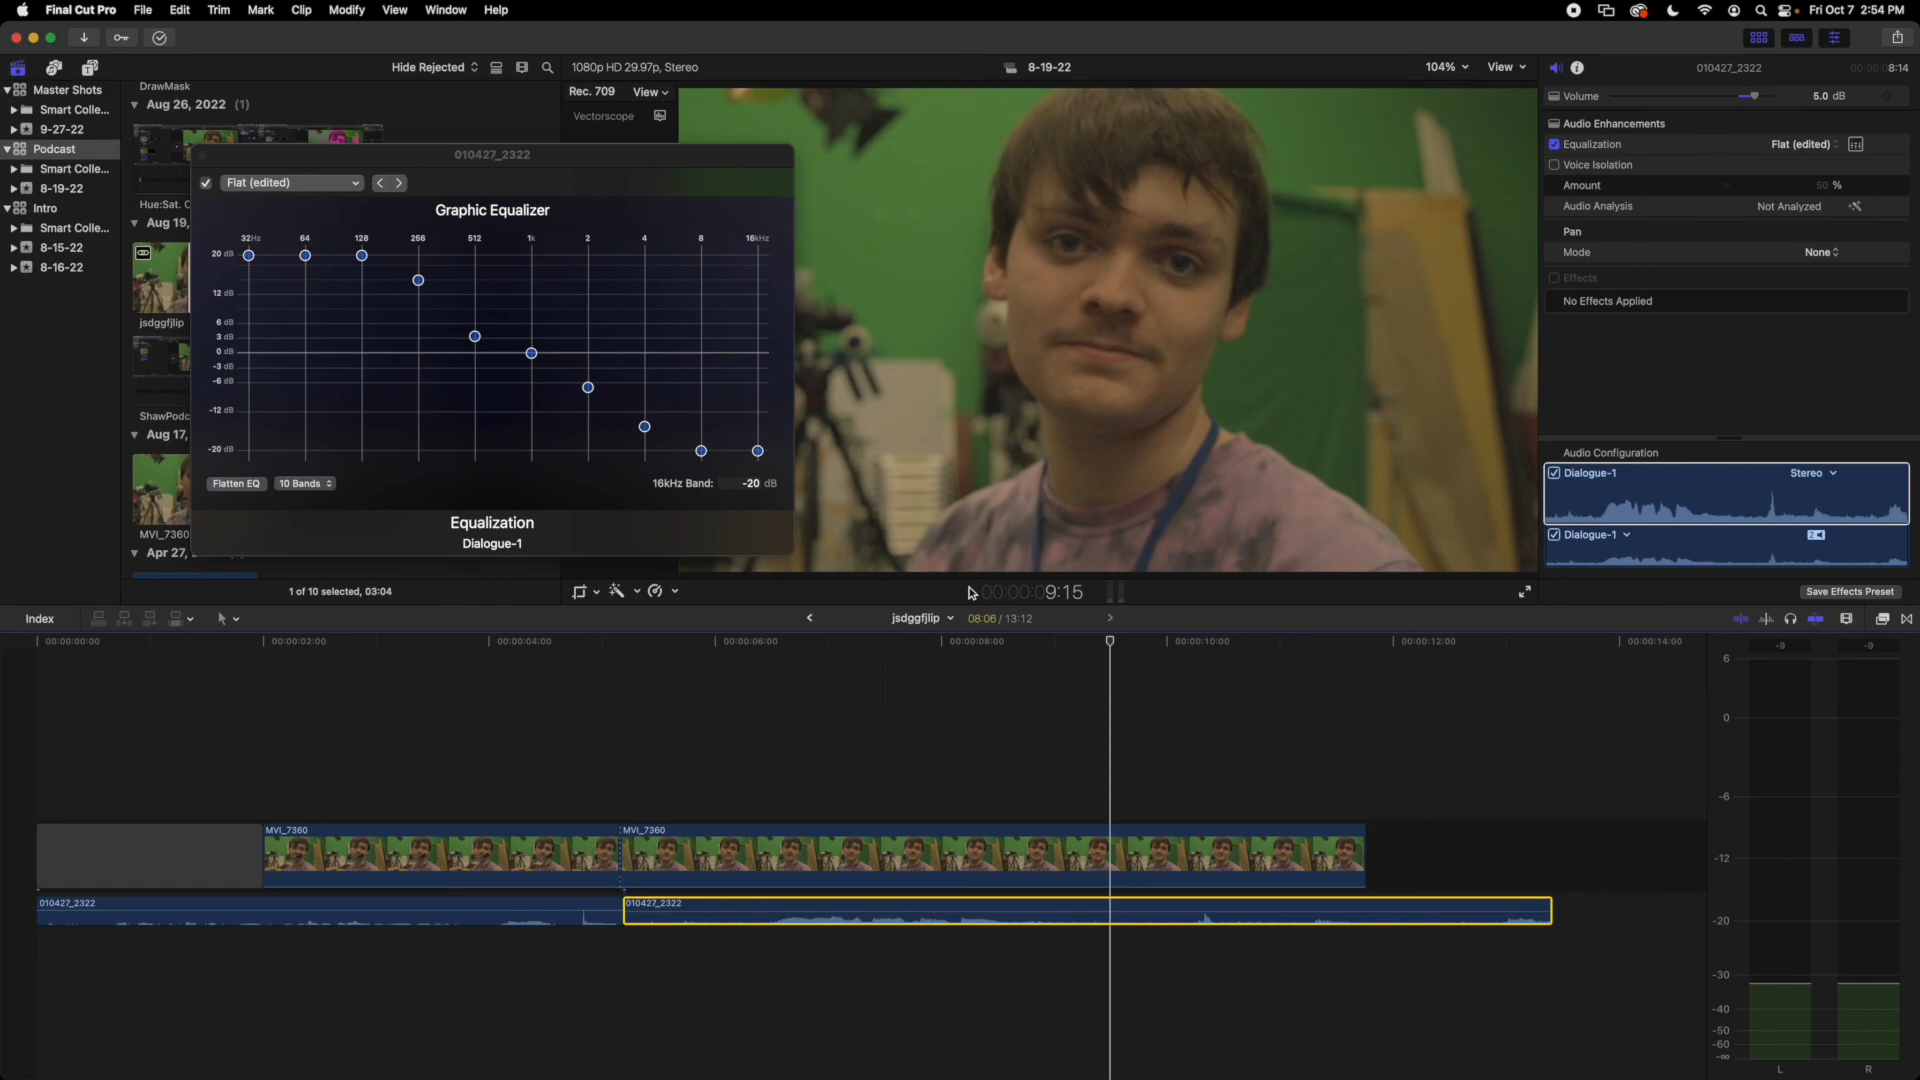 Final Cut Pro File Edit Trim Mark Clip Modify View Window Help Fri Oct 7 2:54 PM
Hide Rejected 1080p HD 29.97p, Stereo 8-19-22 104% View 010427_2322 8:14
Master Shots
Smart Colle...
9-27-22
Podcast
Smart Colle...
8-19-22
Intro
Smart Colle...
8-15-22
8-16-22
DrawMask
Aug 26, 2022 (1)
Hue:Sat. C
Aug 19,
jsdggfjlip
ShawPodc
Aug 17,
MVI_7360
Apr 27,
1 of 10 selected, 03:04
Rec. 709 View
Vectorscope
010427_2322
Flat (edited)
Graphic Equalizer
32Hz 64 128 256 512 1k 2 4 8 16kHz
20 dB
12 dB
6 dB
3 dB
0 dB
-3 dB
-6 dB
-12 dB
-20 dB
Flatten EQ 10 Bands 16kHz Band: -20 dB
Equalization
Dialogue-1
Volume 5.0 dB
Audio Enhancements
Equalization Flat (edited)
Voice Isolation
Amount 50 %
Audio Analysis Not Analyzed
Pan
Mode None
Effects
No Effects Applied
Audio Configuration
Dialogue-1 Stereo
Dialogue-1 2
Save Effects Preset
00:00:09:15
Index jsdggfjlip 08:06 / 13:12
00:00:00:00 00:00:02:00 00:00:04:00 00:00:06:00 00:00:08:00 00:00:10:00 00:00:12:00 00:00:14:00
MVI_7360 MVI_7360
010427_2322 010427_2322
-9 -9
6
0
-6
-12
-20
-30
-40
-50
-60
-∞
L R